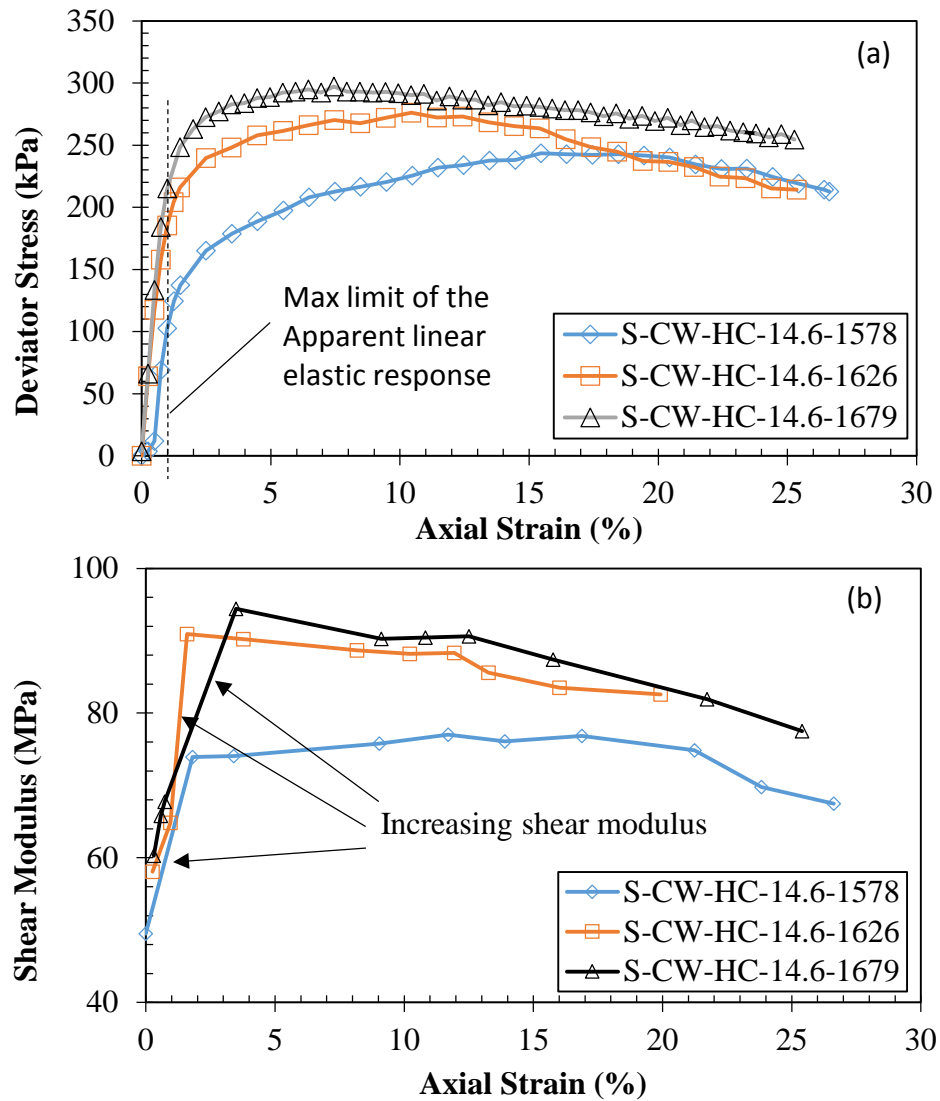 (a)
350
300
250
200
150
100
50
0
Deviator Stress (kPa)
Max limit of the
Apparent linear
elastic response
S-CW-HC-14.6-1578
S-CW-HC-14.6-1626
S-CW-HC-14.6-1679
0 5 10 15 20 25 30
Axial Strain (%)
(b)
100
80
60
40
Shear Modulus (MPa)
Increasing shear modulus
S-CW-HC-14.6-1578
S-CW-HC-14.6-1626
S-CW-HC-14.6-1679
0 5 10 15 20 25 30
Axial Strain (%)